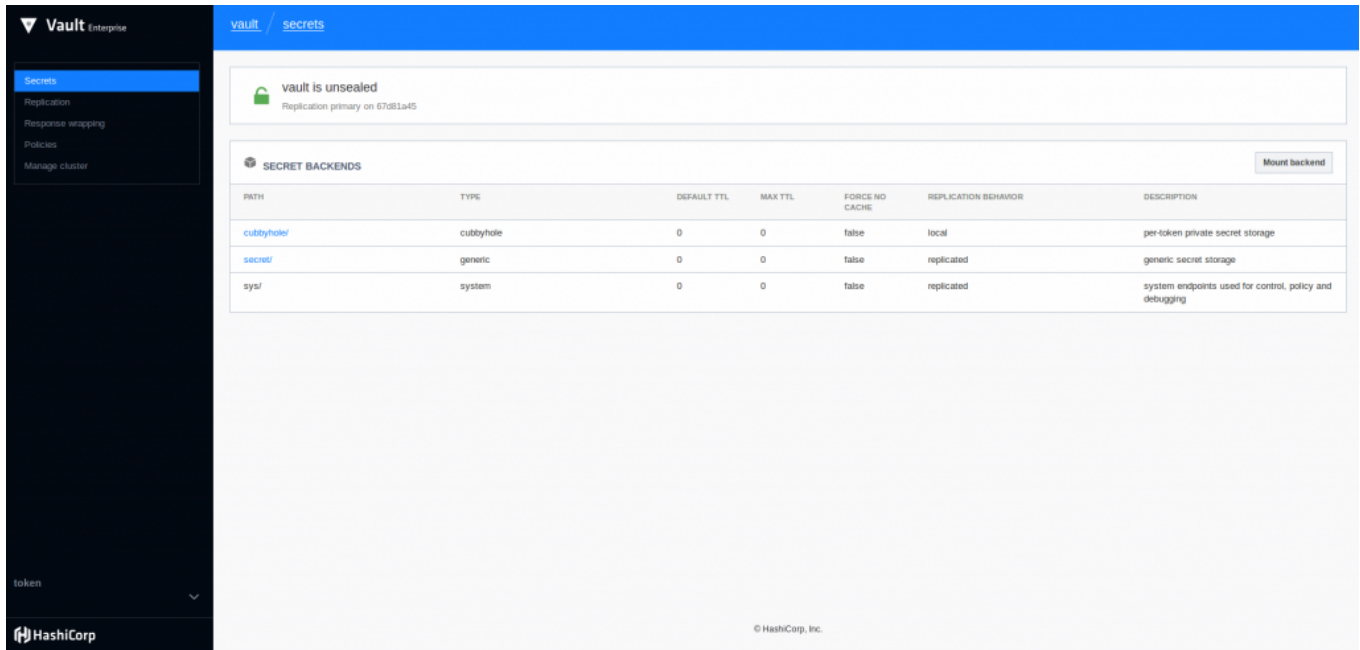 Vault Enterprise
vault / secrets
Secrets
Replication
Response wrapping
Policies
Manage cluster
vault is unsealed
Replication primary on 67d81a45
SECRET BACKENDS
Mount backend
PATH TYPE DEFAULT TTL MAX TTL FORCE NO CACHE REPLICATION BEHAVIOR DESCRIPTION
cubbyhole/ cubbyhole 0 0 false local per-token private secret storage
secret/ generic 0 0 false replicated generic secret storage
sys/ system 0 0 false replicated system endpoints used for control, policy and
debugging
token
HashiCorp
© HashiCorp, Inc.